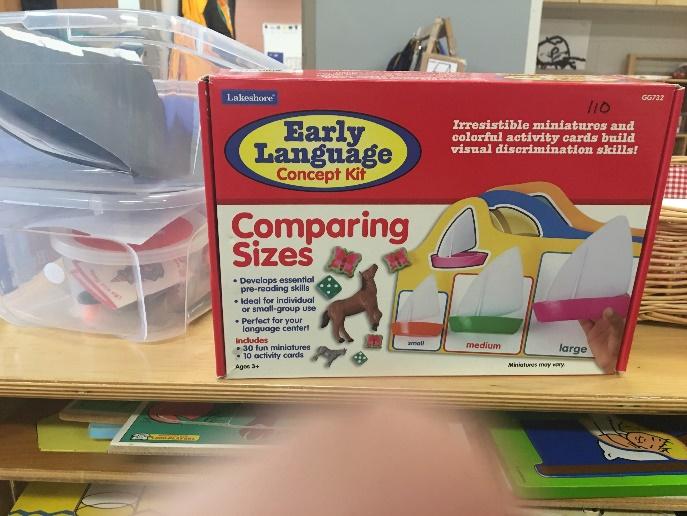 Lakeshore
GG732
110
Early
Language
Concept Kit
Irresistible miniatures and
colorful activity cards build
visual discrimination skills!
Comparing
Sizes
• Develops essential
pre-reading skills
• Ideal for individual
or small-group use
• Perfect for your
language center!
Includes
• 30 fun miniatures
• 10 activity cards
Ages 3+
small
medium
large
Miniatures may vary.